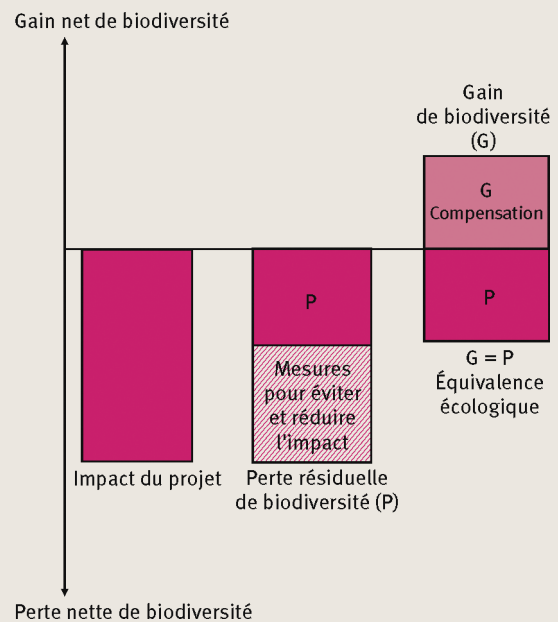 Gain net de biodiversité
Gain
de biodiversité
(G)
G
Compensation
P
P
G = P
Équivalence
écologique
Mesures
pour éviter
et réduire
l'impact
Impact du projet
Perte résiduelle
de biodiversité (P)
Perte nette de biodiversité